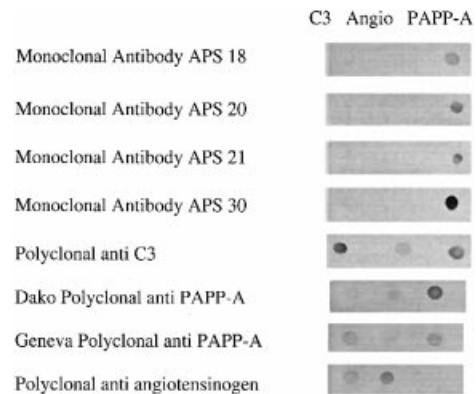 C3 Angio PAPP-A
Monoclonal Antibody APS 18
Monoclonal Antibody APS 20
Monoclonal Antibody APS 21
Monoclonal Antibody APS 30
Polyclonal anti C3
Dako Polyclonal anti PAPP-A
Geneva Polyclonal anti PAPP-A
Polyclonal anti angiotensinogen